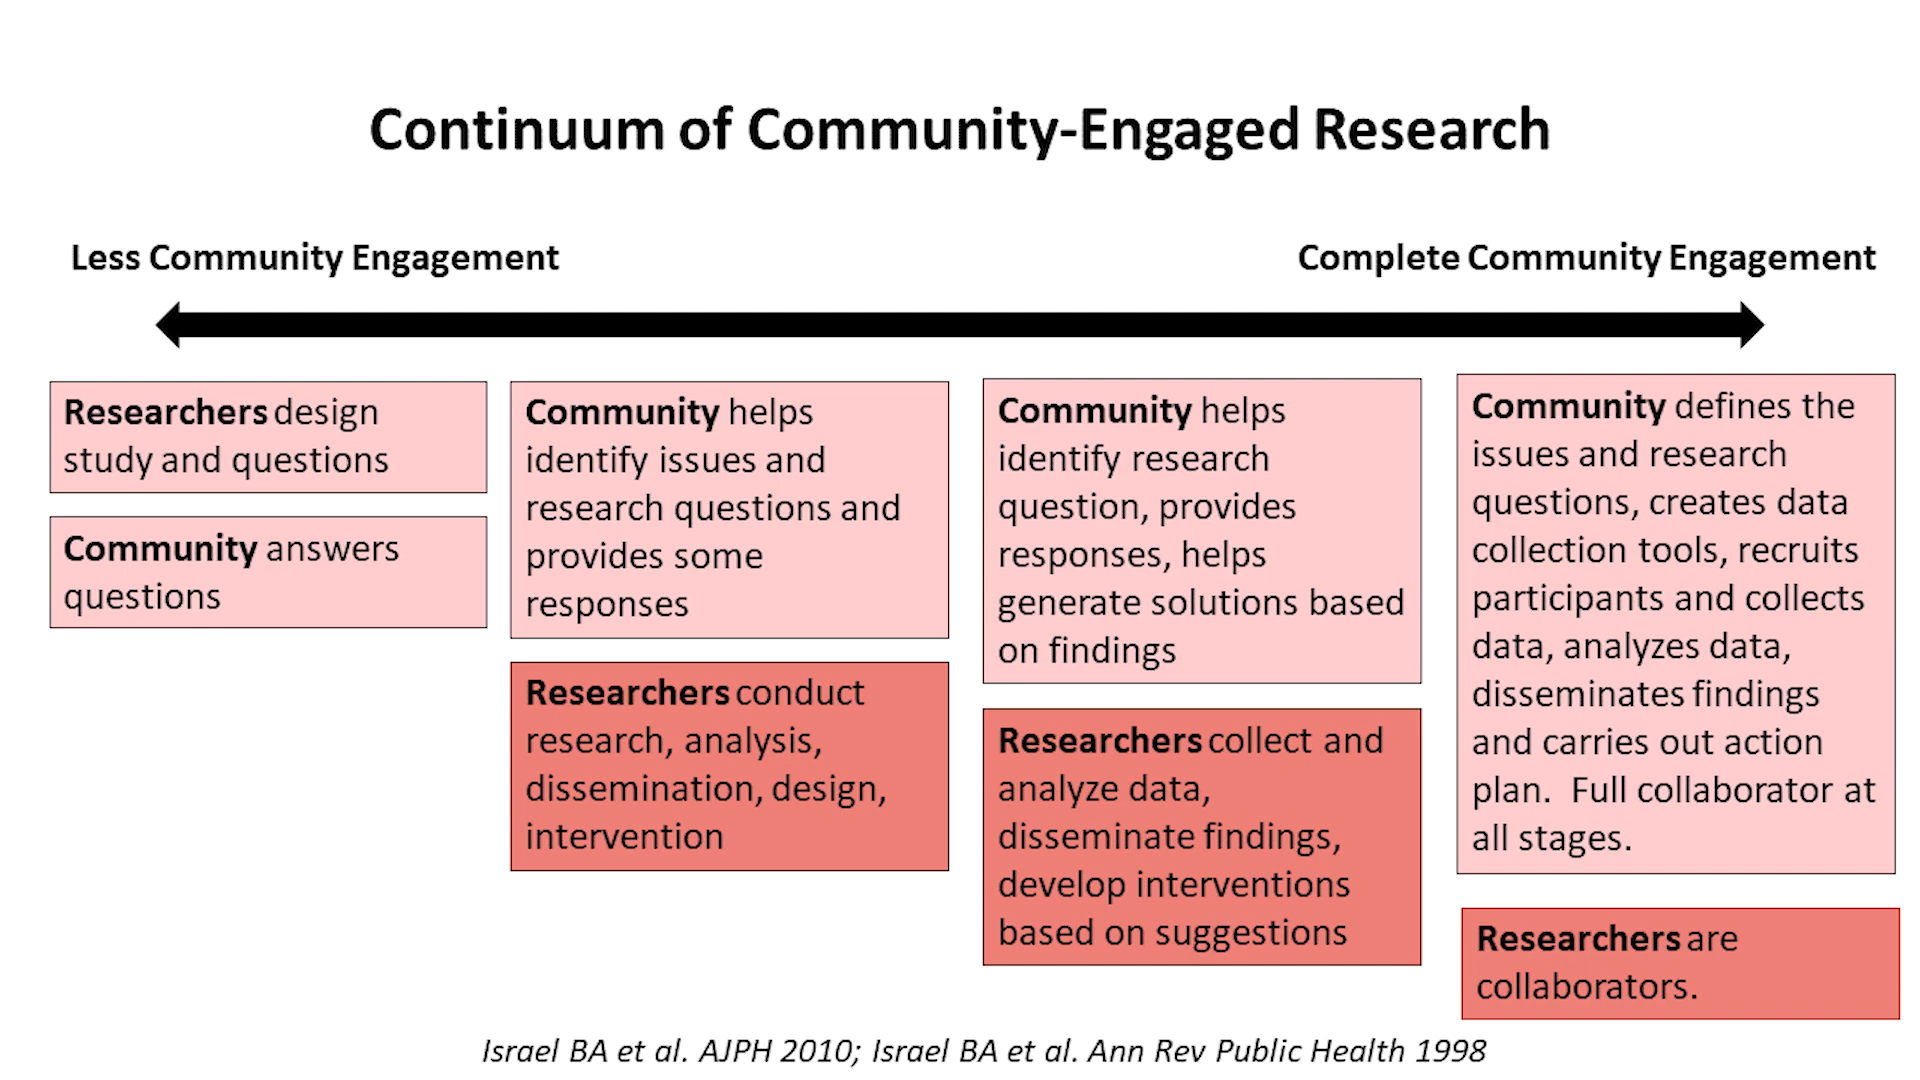 Continuum of Community-Engaged Research
Less Community Engagement
Complete Community Engagement
Researchers design
study and questions
Community answers
questions
Community helps
identify issues and
research questions and
provides some
responses
Researchers conduct
research, analysis,
dissemination, design,
intervention
Community helps
identify research
question, provides
responses, helps
generate solutions based
on findings
Researchers collect and
analyze data,
disseminate findings,
develop interventions
based on suggestions
Community defines the
issues and research
questions, creates data
collection tools, recruits
participants and collects
data, analyzes data,
disseminates findings
and carries out action
plan.  Full collaborator at
all stages.
Researchers are
collaborators.
Israel BA et al. AJPH 2010; Israel BA et al. Ann Rev Public Health 1998